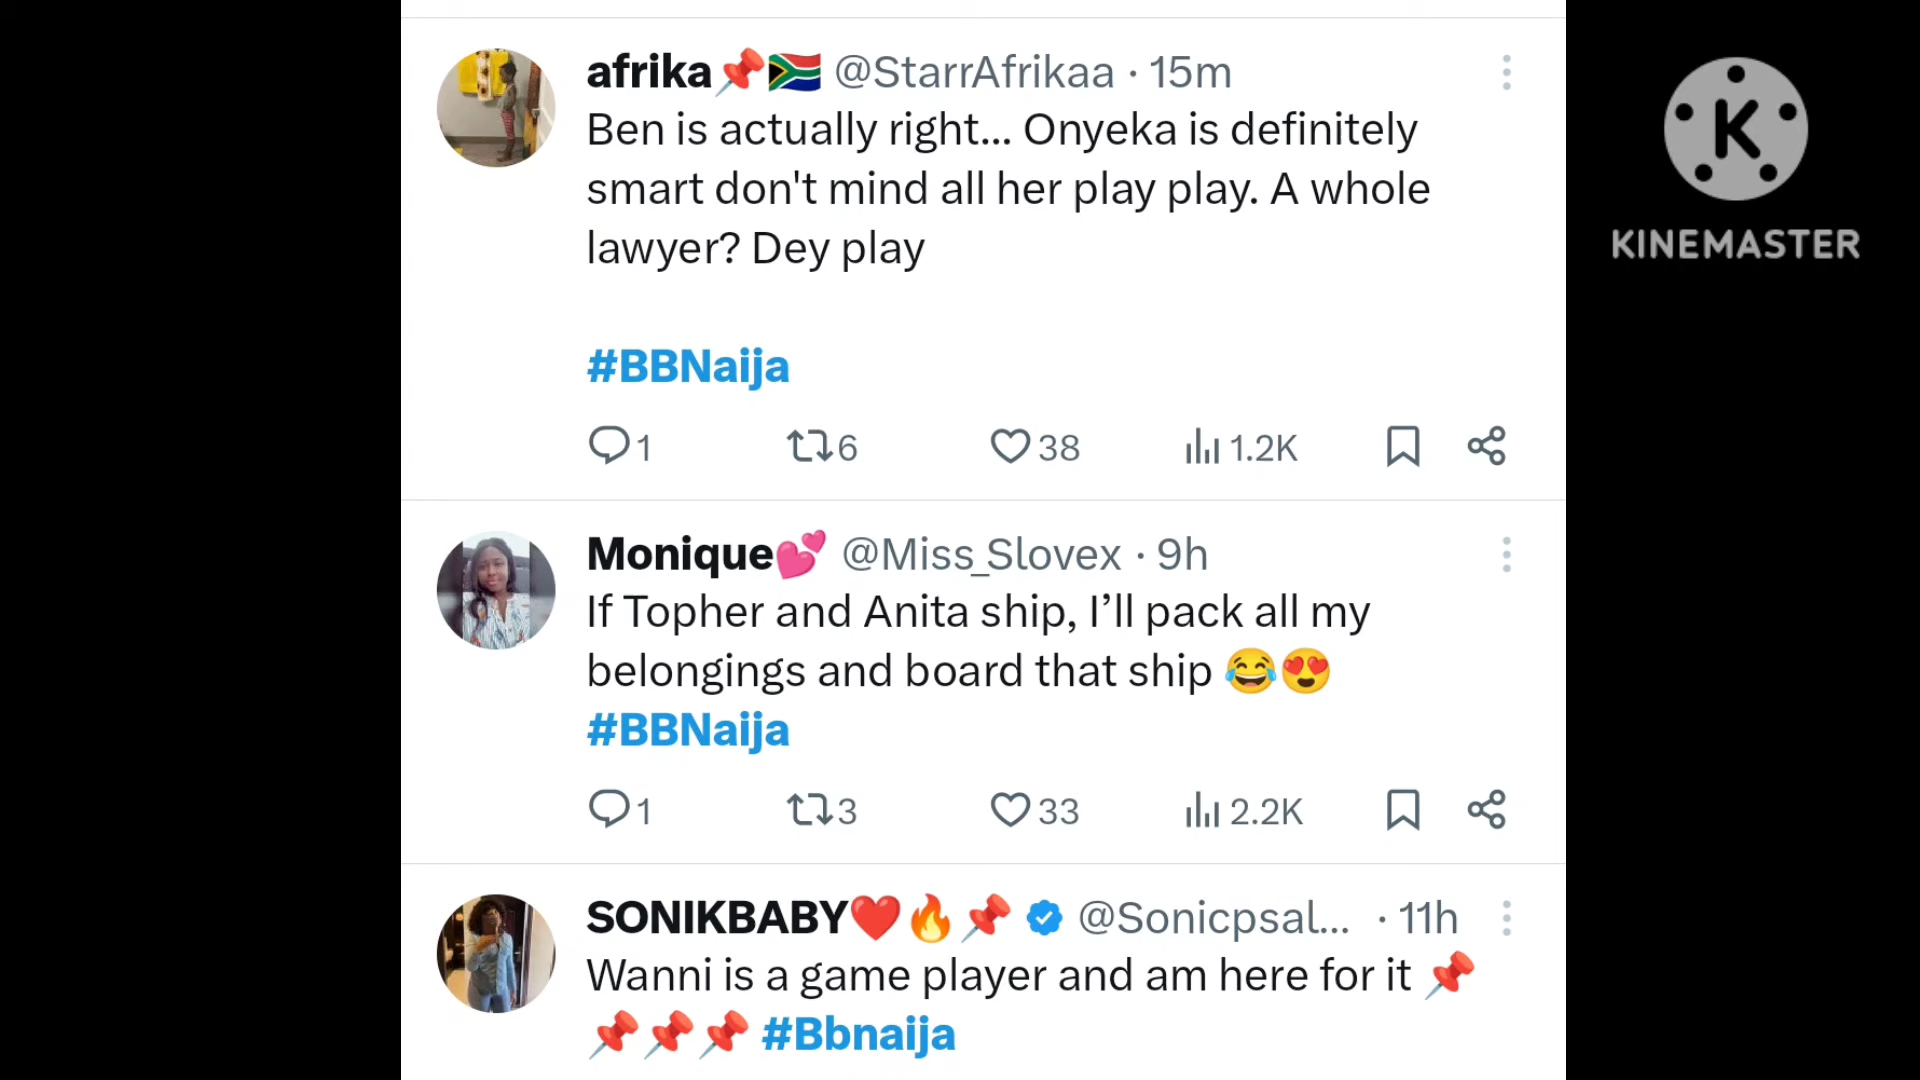 afrika📌🇿🇦 @StarrAfrikaa · 15m
Ben is actually right... Onyeka is definitely
smart don't mind all her play play. A whole
lawyer? Dey play
#BBNaija
1 6 38 1.2K
Monique💕 @Miss_Slovex · 9h
If Topher and Anita ship, I’ll pack all my
belongings and board that ship 😂😍
#BBNaija
1 3 33 2.2K
SONIKBABY❤️🔥📌 @Sonicpsal... · 11h
Wanni is a game player and am here for it 📌
📌📌📌 #Bbnaija
K
KINEMASTER